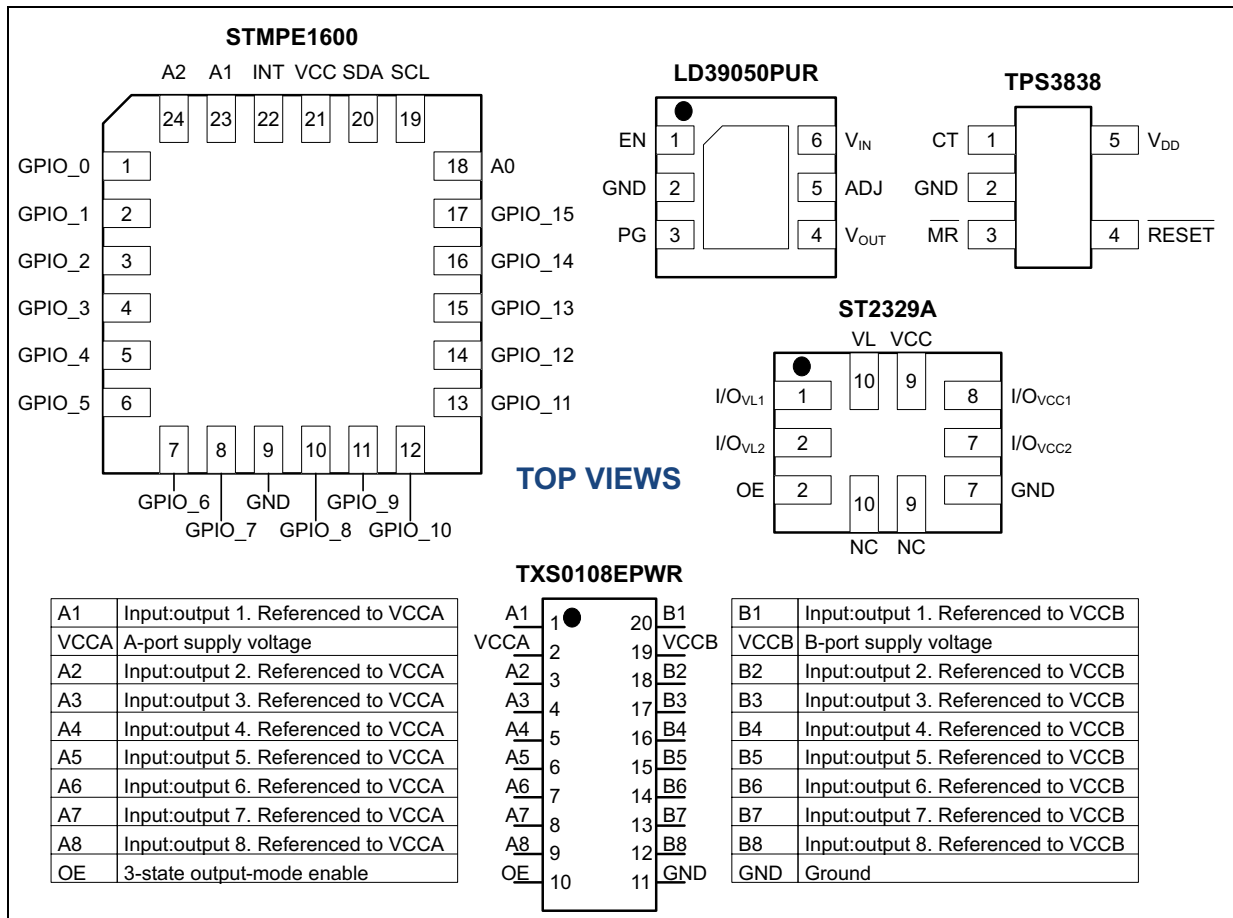 STMPE1600
A2 A1 INT VCC SDA SCL
24 23 22 21 20 19
GPIO_0 1 18 A0
GPIO_1 2 17 GPIO_15
GPIO_2 3 16 GPIO_14
GPIO_3 4 15 GPIO_13
GPIO_4 5 14 GPIO_12
GPIO_5 6 13 GPIO_11
7 8 9 10 11 12
GPIO_6 GND GPIO_9
GPIO_7 GPIO_8 GPIO_10
LD39050PUR
EN 1 6 VIN
GND 2 5 ADJ
PG 3 4 VOUT
TPS3838
CT 1 5 VDD
GND 2
MR 3 4 RESET
ST2329A
VL VCC
10 9
I/OVL1 1 8 I/OVCC1
I/OVL2 2 7 I/OVCC2
OE 2 7 GND
10 9
NC NC
TOP VIEWS
TXS0108EPWR
A1 Input:output 1. Referenced to VCCA
VCCA A-port supply voltage
A2 Input:output 2. Referenced to VCCA
A3 Input:output 3. Referenced to VCCA
A4 Input:output 4. Referenced to VCCA
A5 Input:output 5. Referenced to VCCA
A6 Input:output 6. Referenced to VCCA
A7 Input:output 7. Referenced to VCCA
A8 Input:output 8. Referenced to VCCA
OE 3-state output-mode enable
A1 1 20 B1
VCCA 2 19 VCCB
A2 3 18 B2
A3 4 17 B3
A4 5 16 B4
A5 6 15 B5
A6 7 14 B6
A7 8 13 B7
A8 9 12 B8
OE 10 11 GND
B1 Input:output 1. Referenced to VCCB
VCCB B-port supply voltage
B2 Input:output 2. Referenced to VCCB
B3 Input:output 3. Referenced to VCCB
B4 Input:output 4. Referenced to VCCB
B5 Input:output 5. Referenced to VCCB
B6 Input:output 6. Referenced to VCCB
B7 Input:output 7. Referenced to VCCB
B8 Input:output 8. Referenced to VCCB
GND Ground